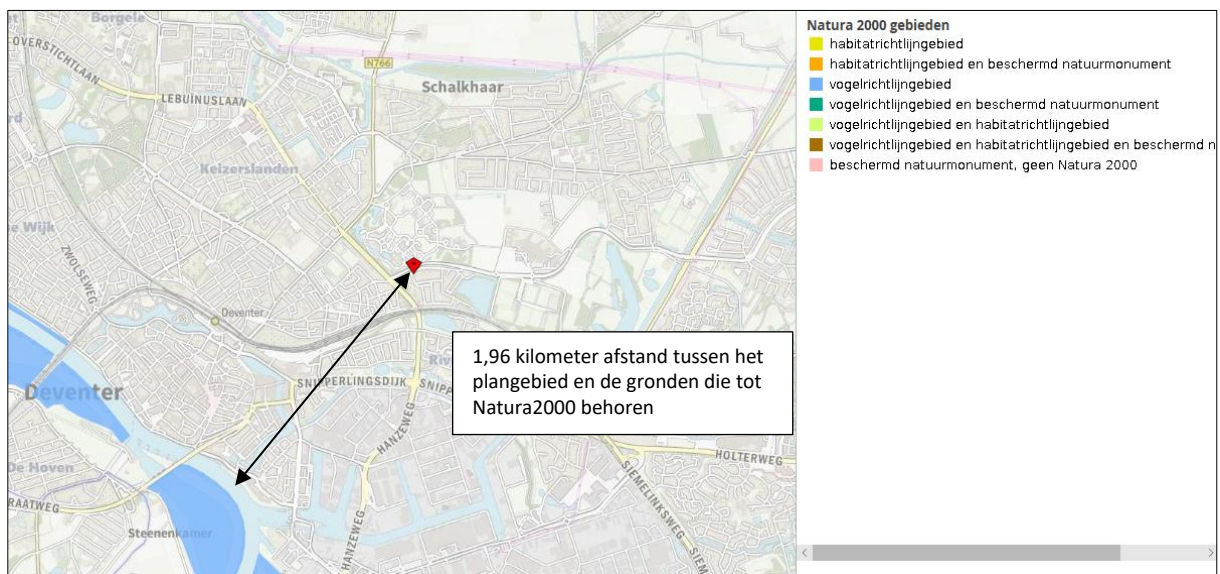 Borgele
OVERSTICHTLAAN
N766
Schalkhaar
LEBUINUSLAAN
Keizerslanden
Wijk
ZWOLSEWEG
Deventer
Deventer
SNIPPERLINGSDIJK
HANZEWEG
De Hoven
RAATWEG
Steenenkamer
HANZEWEG
HOLTERWEG
SIEMELINKSWEG
SIEM
1,96 kilometer afstand tussen het
plangebied en de gronden die tot
Natura2000 behoren
Natura 2000 gebieden
habitatrichtlijngebied
habitatrichtlijngebied en beschermd natuurmonument
vogelrichtlijngebied
vogelrichtlijngebied en beschermd natuurmonument
vogelrichtlijngebied en habitatrichtlijngebied
vogelrichtlijngebied en habitatrichtlijngebied en beschermd n
beschermd natuurmonument, geen Natura 2000